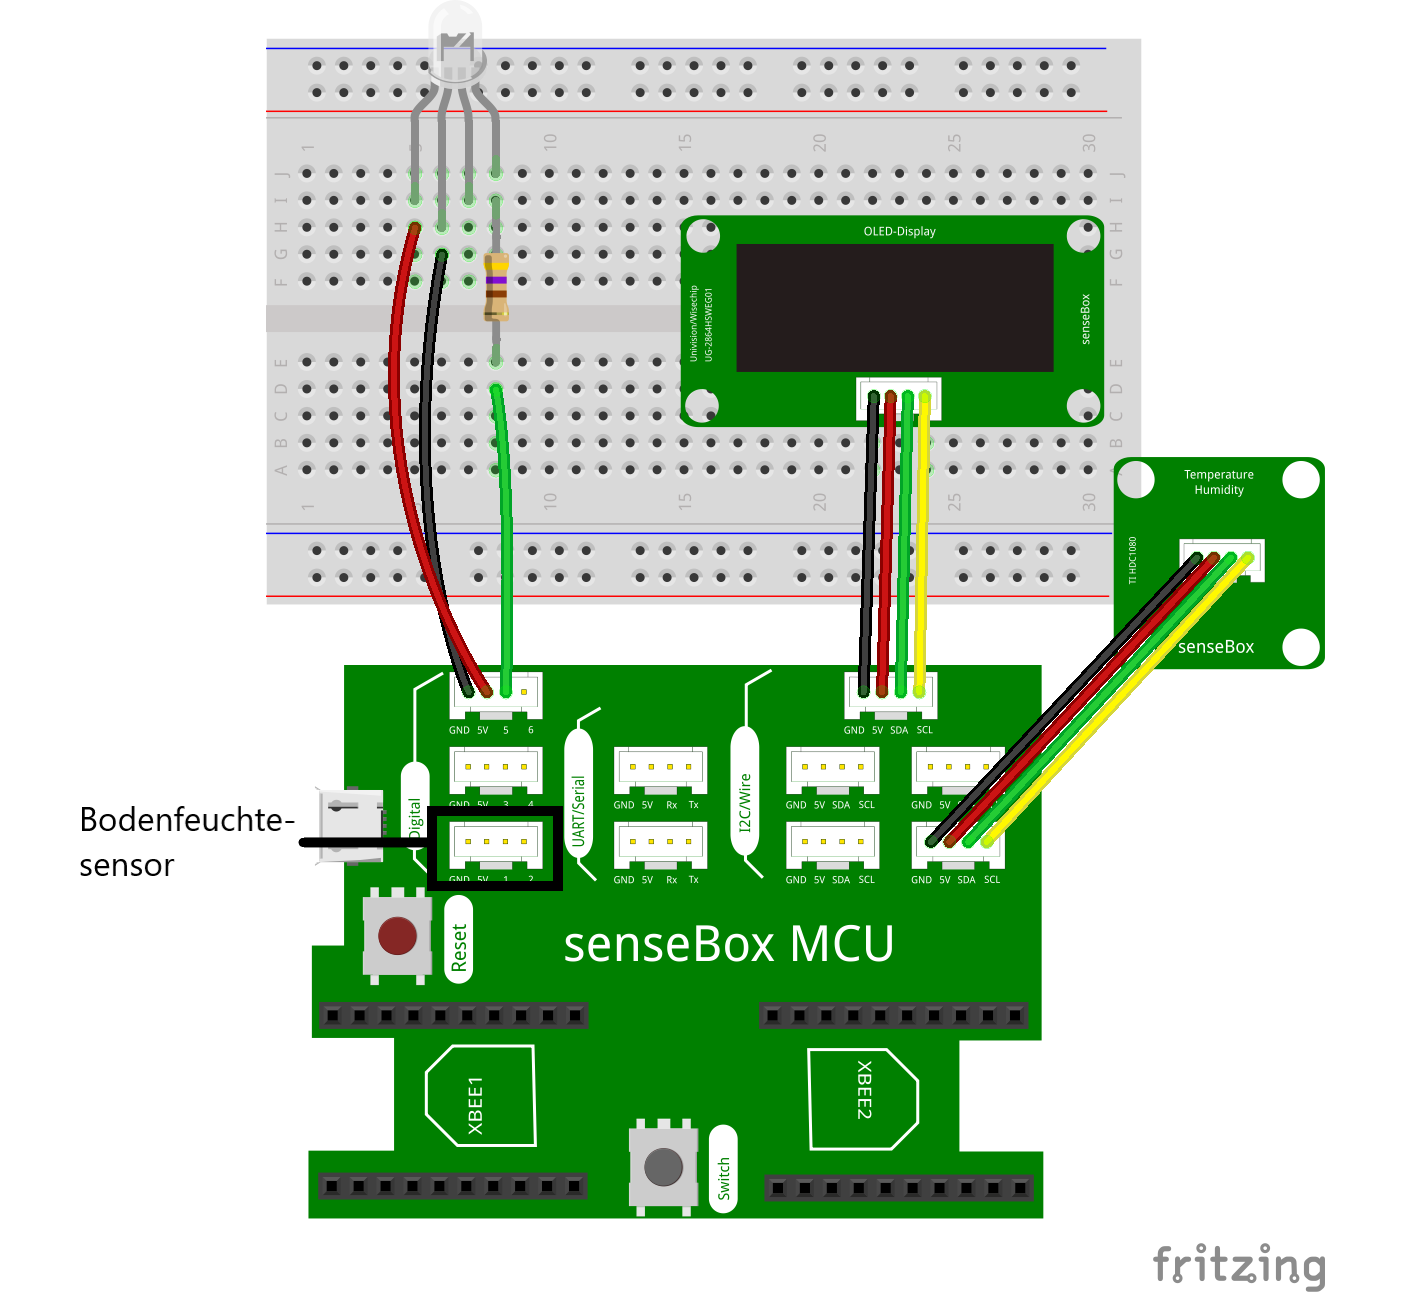 1 5 10 15 20 25 30
J J
I I
H H
G G
F F
E E
D D
C C
B B
A
1 10 15 20 25 30
OLED-Display
Univision/Wisechip
UG-2864HSWEG01
senseBox
Temperature
Humidity
TI HDC1080
senseBox
GND 5V 5 6
GND 5V SDA SCL
Digital
UART/Serial
I2C/Wire
GND 5V 3 4
GND 5V Rx Tx
GND 5V SDA SCL
GND 5V
Bodenfeuchte-
sensor
GND 5V 1 2
GND 5V Rx Tx
GND 5V SDA SCL
GND 5V SDA SCL
Reset
senseBox MCU
XBEE1
XBEE2
Switch
fritzing